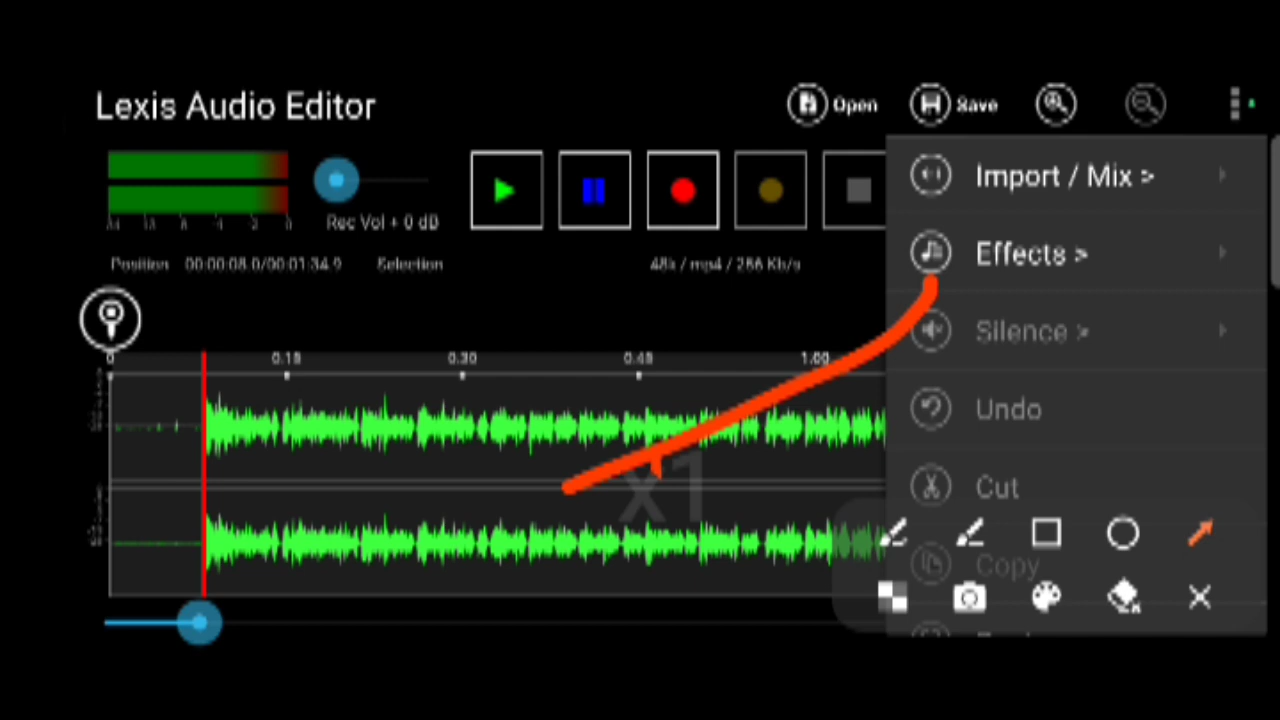 Lexis Audio Editor
Open
Save
Rec Vol + 0 dB
Position 00:00:08.0/00:01:34.9 Selection
48k / mp4 / 256 Kb/s
0 0.15 0.30 0.45 1.00
x1
Import / Mix >
Effects >
Silence >
Undo
Cut
Copy